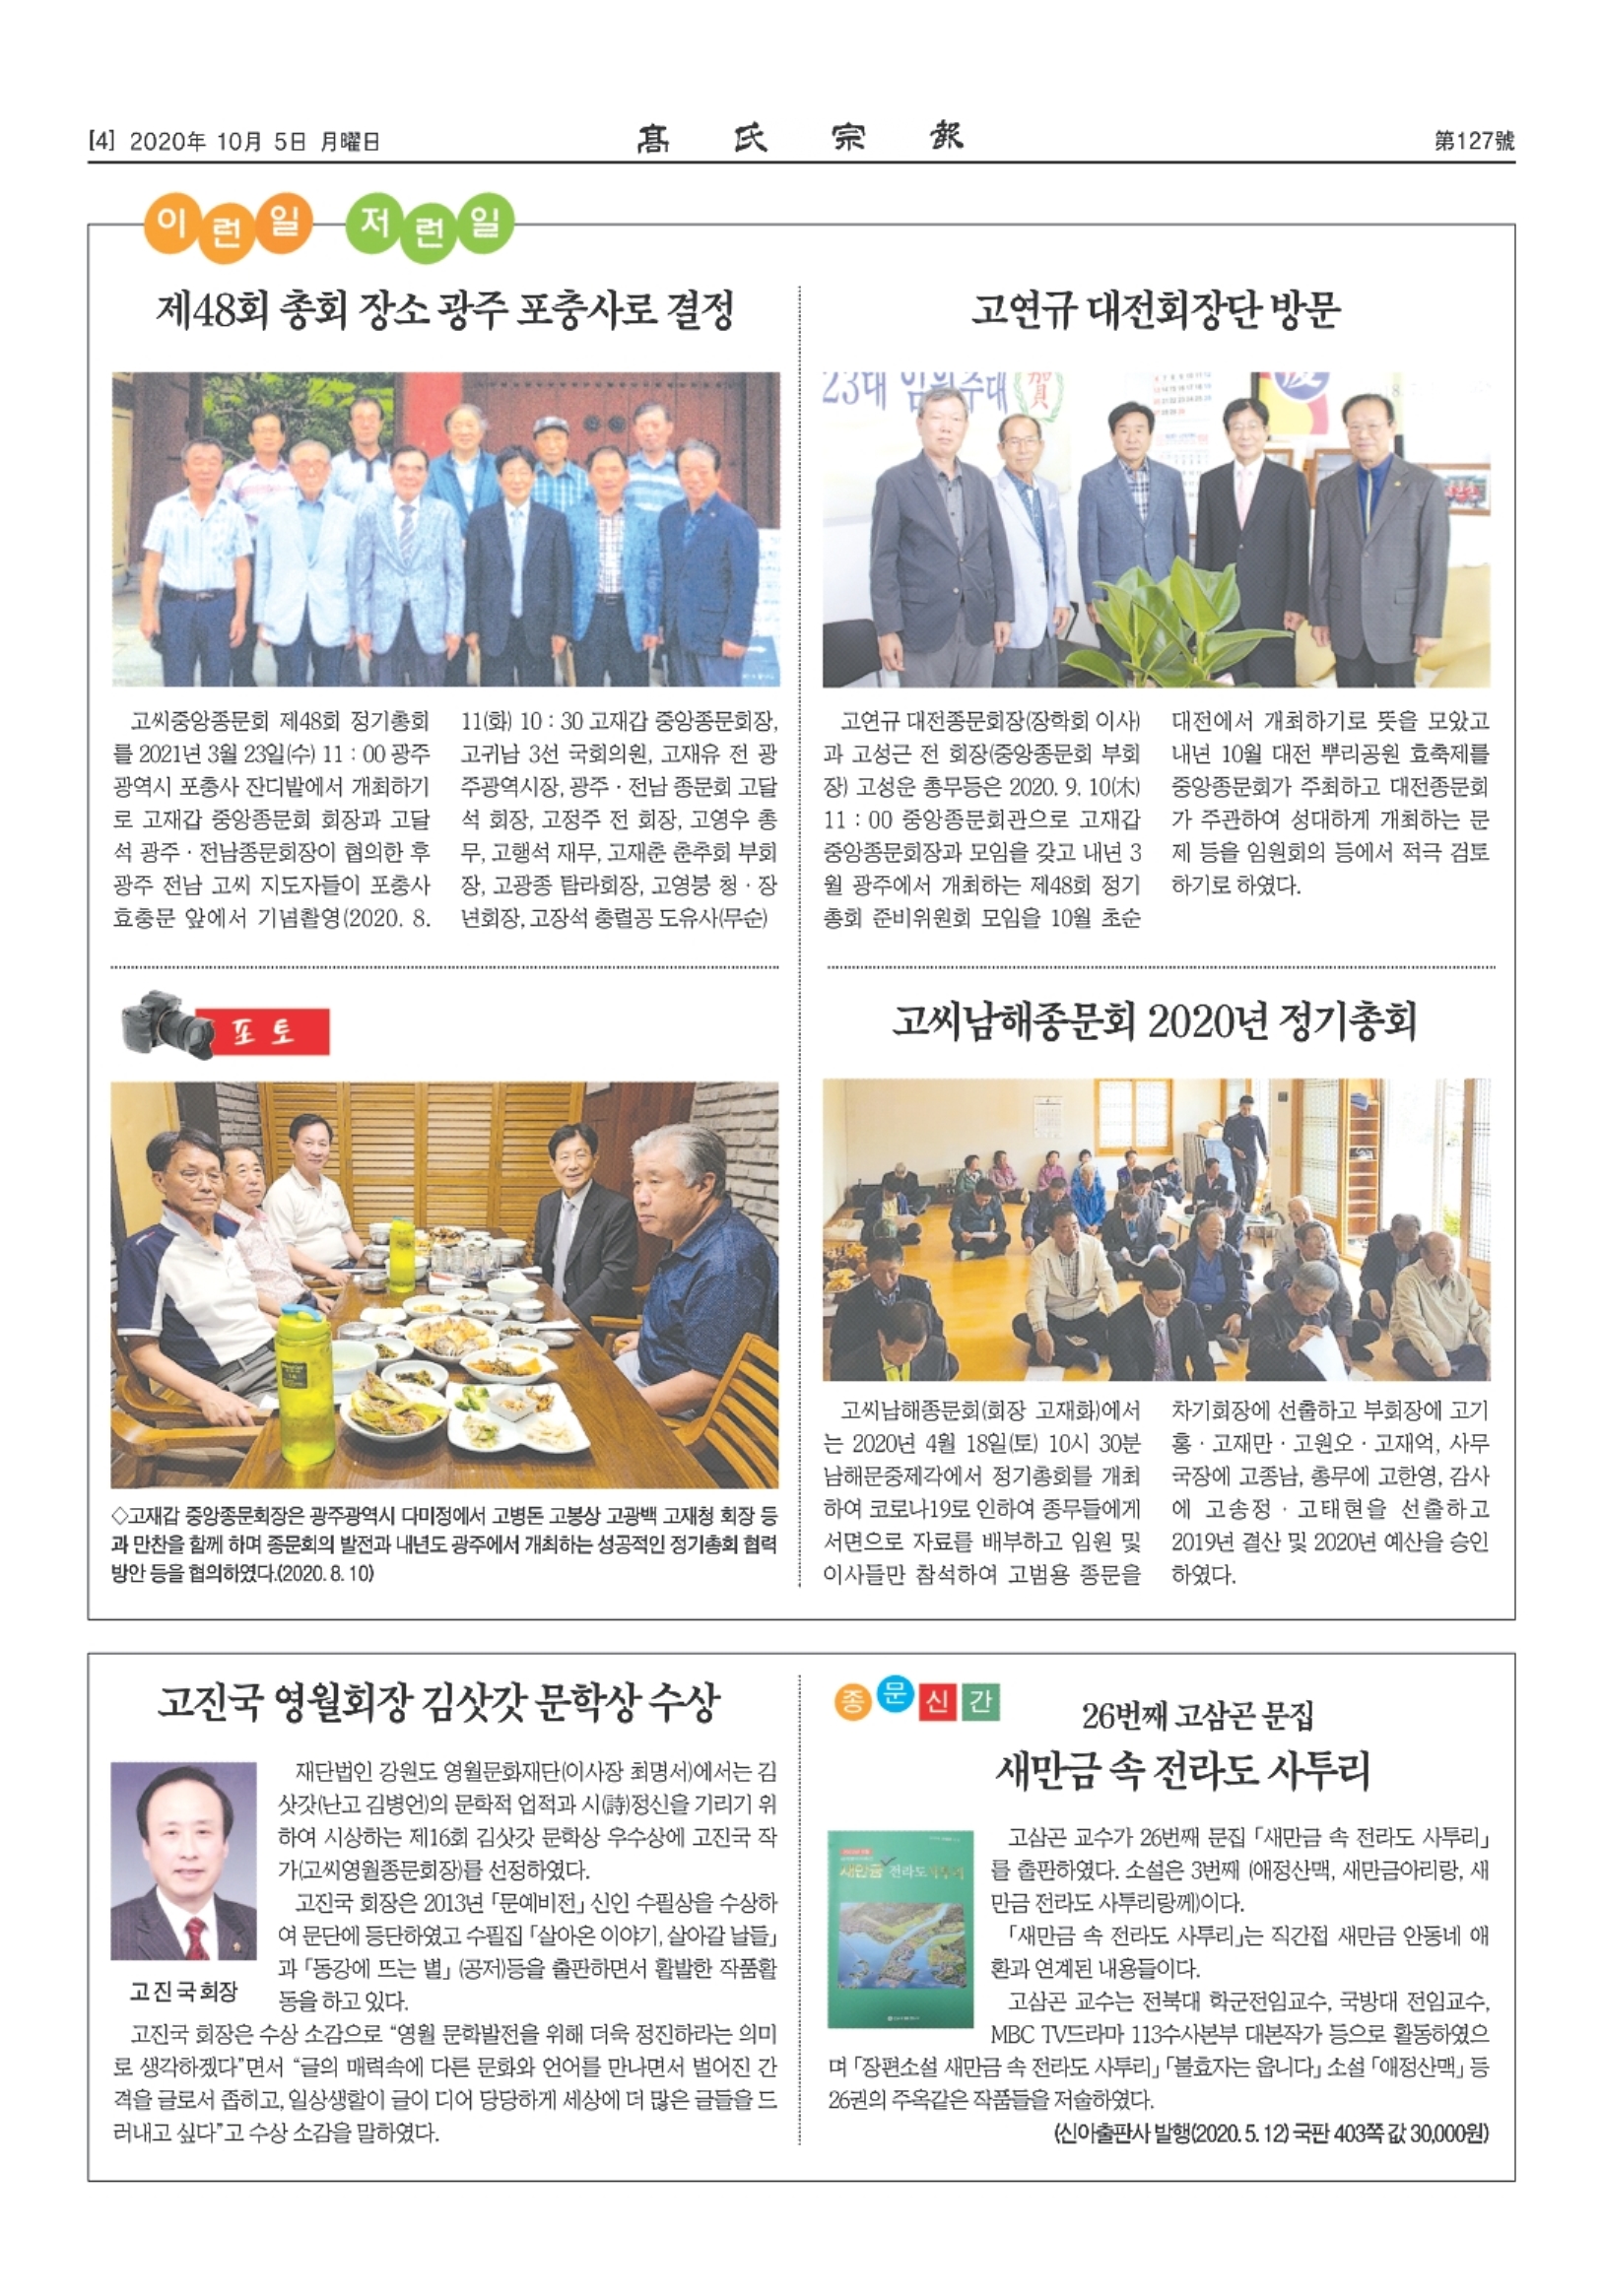 [4] 2020年 10月 5日 月曜日
髙氏宗報
第127號
이런일 저런일
제48회 총회 장소 광주 포충사로 결정
고씨중앙종문회 제48회 정기총회
를 2021년 3월 23일(수) 11 : 00 광주
광역시 포충사 잔디밭에서 개최하기
로 고재갑 중앙종문회 회장과 고달
석 광주 · 전남종문회장이 협의한 후
광주 전남 고씨 지도자들이 포충사
효충문 앞에서 기념촬영(2020. 8.
11(화) 10 : 30 고재갑 중앙종문회장,
고귀남 3선 국회의원, 고재유 전 광
주광역시장, 광주 · 전남 종문회 고달
석 회장, 고정주 전 회장, 고영우 총
무, 고행석 재무, 고재춘 춘추회 부회
장, 고광종 탐라회장, 고영붕 청 · 장
년회장, 고장석 충렬공 도유사(무순)
고연규 대전회장단 방문
23대 임원
賀
고연규 대전종문회장(장학회 이사)
과 고성근 전 회장(중앙종문회 부회
장) 고성운 총무등은 2020. 9. 10(木)
11 : 00 중앙종문회관으로 고재갑
중앙종문회장과 모임을 갖고 내년 3
월 광주에서 개최하는 제48회 정기
총회 준비위원회 모임을 10월 초순
대전에서 개최하기로 뜻을 모았고
내년 10월 대전 뿌리공원 효축제를
중앙종문회가 주최하고 대전종문회
가 주관하여 성대하게 개최하는 문
제 등을 임원회의 등에서 적극 검토
하기로 하였다.
포토
◇고재갑 중앙종문회장은 광주광역시 다미정에서 고병돈 고봉상 고광백 고재청 회장 등
과 만찬을 함께 하며 종문회의 발전과 내년도 광주에서 개최하는 성공적인 정기총회 협력
방안 등을 협의하였다.(2020. 8. 10)
고씨남해종문회 2020년 정기총회
고씨남해종문회(회장 고재화)에서
는 2020년 4월 18일(토) 10시 30분
남해문중제각에서 정기총회를 개최
하여 코로나19로 인하여 종무들에게
서면으로 자료를 배부하고 임원 및
이사들만 참석하여 고범용 종문을
차기회장에 선출하고 부회장에 고기
홍 · 고재만 · 고원오 · 고재억, 사무
국장에 고종남, 총무에 고한영, 감사
에 고송정 · 고태현을 선출하고
2019년 결산 및 2020년 예산을 승인
하였다.
고진국 영월회장 김삿갓 문학상 수상
고진국회장
재단법인 강원도 영월문화재단(이사장 최명서)에서는 김
삿갓(난고 김병언)의 문학적 업적과 시(詩)정신을 기리기 위
하여 시상하는 제16회 김삿갓 문학상 우수상에 고진국 작
가(고씨영월종문회장)를 선정하였다.
고진국 회장은 2013년 「문예비전」 신인 수필상을 수상하
여 문단에 등단하였고 수필집 「살아온 이야기, 살아갈 날들」
과 「동강에 뜨는 별」 (공저)등을 출판하면서 활발한 작품활
동을 하고 있다.
고진국 회장은 수상 소감으로 “영월 문학발전을 위해 더욱 정진하라는 의미
로 생각하겠다”면서 “글의 매력속에 다른 문화와 언어를 만나면서 벌어진 간
격을 글로서 좁히고, 일상생활이 글이 디어 당당하게 세상에 더 많은 글들을 드
러내고 싶다”고 수상 소감을 말하였다.
종문신간
26번째 고삼곤 문집
새만금 속 전라도 사투리
새만금 전라도사투리
고삼곤 교수가 26번째 문집 「새만금 속 전라도 사투리」
를 출판하였다. 소설은 3번째 (애정산맥, 새만금아리랑, 새
만금 전라도 사투리랑께)이다.
「새만금 속 전라도 사투리」는 직간접 새만금 안동네 애
환과 연계된 내용들이다.
고삼곤 교수는 전북대 학군전임교수, 국방대 전임교수,
MBC TV드라마 113수사본부 대본작가 등으로 활동하였으
며 「장편소설 새만금 속 전라도 사투리」 「불효자는 웁니다」 소설 「애정산맥」 등
26권의 주옥같은 작품들을 저술하였다.
(신아출판사 발행(2020. 5. 12) 국판 403쪽 값 30,000원)